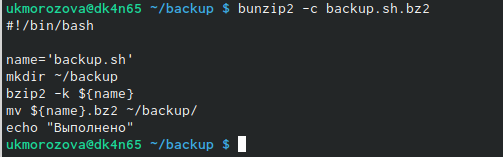 ukmorozova@dk4n65 ~/backup $ bunzip2 -c backup.sh.bz2
#!/bin/bash
name='backup.sh'
mkdir ~/backup
bzip2 -k ${name}
mv ${name}.bz2 ~/backup/
echo "Выполнено"
ukmorozova@dk4n65 ~/backup $